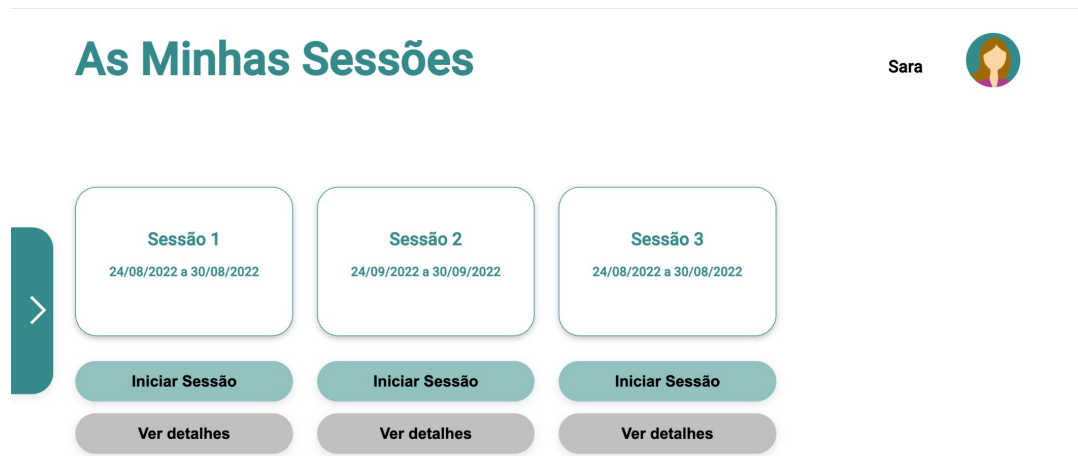 As Minhas Sessões
Sara
Sessão 1
24/08/2022 a 30/08/2022
Iniciar Sessão
Ver detalhes
Sessão 2
24/09/2022 a 30/09/2022
Iniciar Sessão
Ver detalhes
Sessão 3
24/08/2022 a 30/08/2022
Iniciar Sessão
Ver detalhes